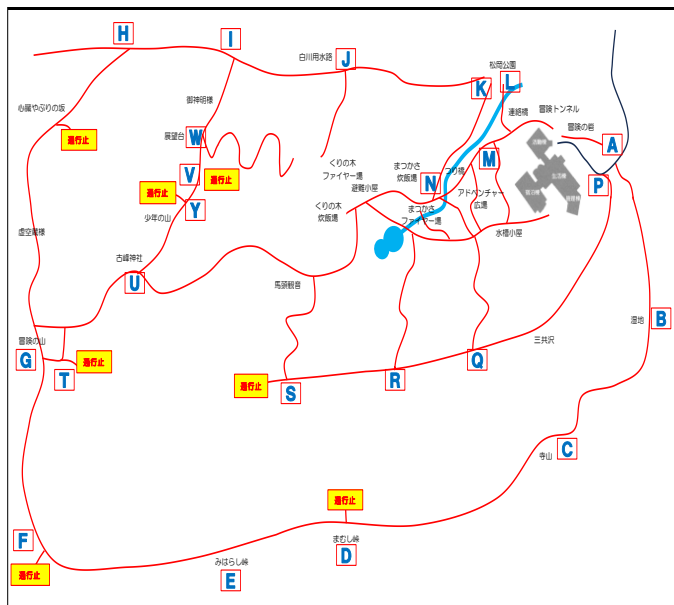 H
I
白川用水路
J
松岡公園
K
L
心臓やぶりの坂
通行止
御神明様
展望台
W
連絡橋
冒険トンネル
冒険の砦
A
くりの木
ファイヤー場
避難小屋
まつかさ
炊飯場
つり橋
M
V
通行止
N
アドベンチャー
広場
P
通行止
Y
少年の山
くりの木
炊飯場
まつかさ
ファイヤー場
水槽小屋
虚空蔵様
古峰神社
U
馬頭観音
冒険の山
G
T
通行止
通行止
S
R
Q
三共沢
湿地
B
寺山
C
通行止
まむし峠
D
F
通行止
みはらし峠
E